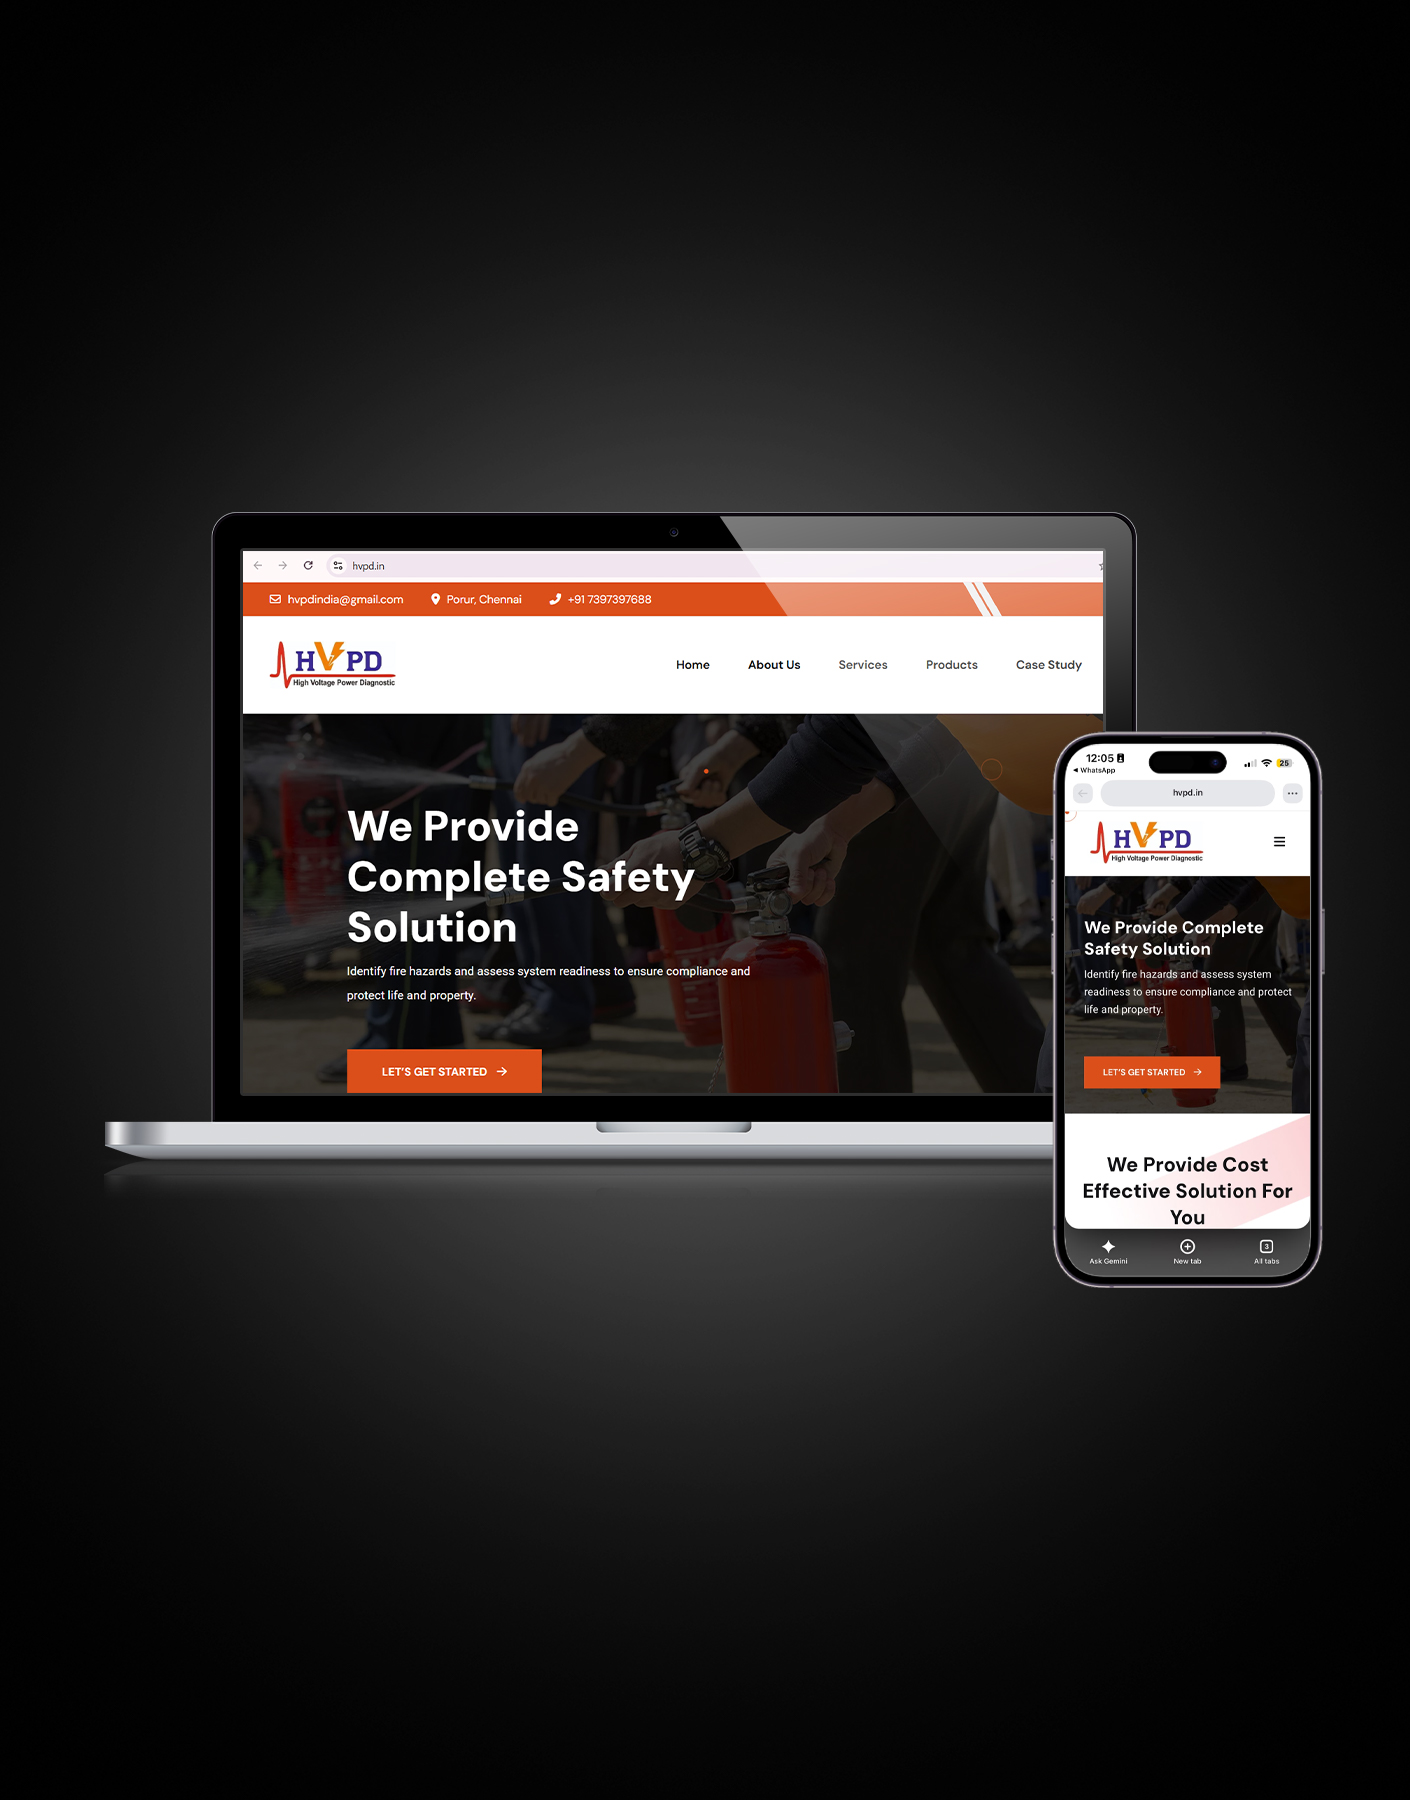 hvpd.in
hvpdindia@gmail.com Porur, Chennai +91 7397397688
HVPD
High Voltage Power Diagnostic
Home About Us Services Products Case Study
We Provide
Complete Safety
Solution
Identify fire hazards and assess system readiness to ensure compliance and
protect life and property.
LET'S GET STARTED
12:05 25
WhatsApp
hvpd.in
HVPD
High Voltage Power Diagnostic
We Provide Complete
Safety Solution
Identify fire hazards and assess system
readiness to ensure compliance and protect
life and property.
LET'S GET STARTED
We Provide Cost
Effective Solution For
You
3
Ask Gemini New tab All tabs